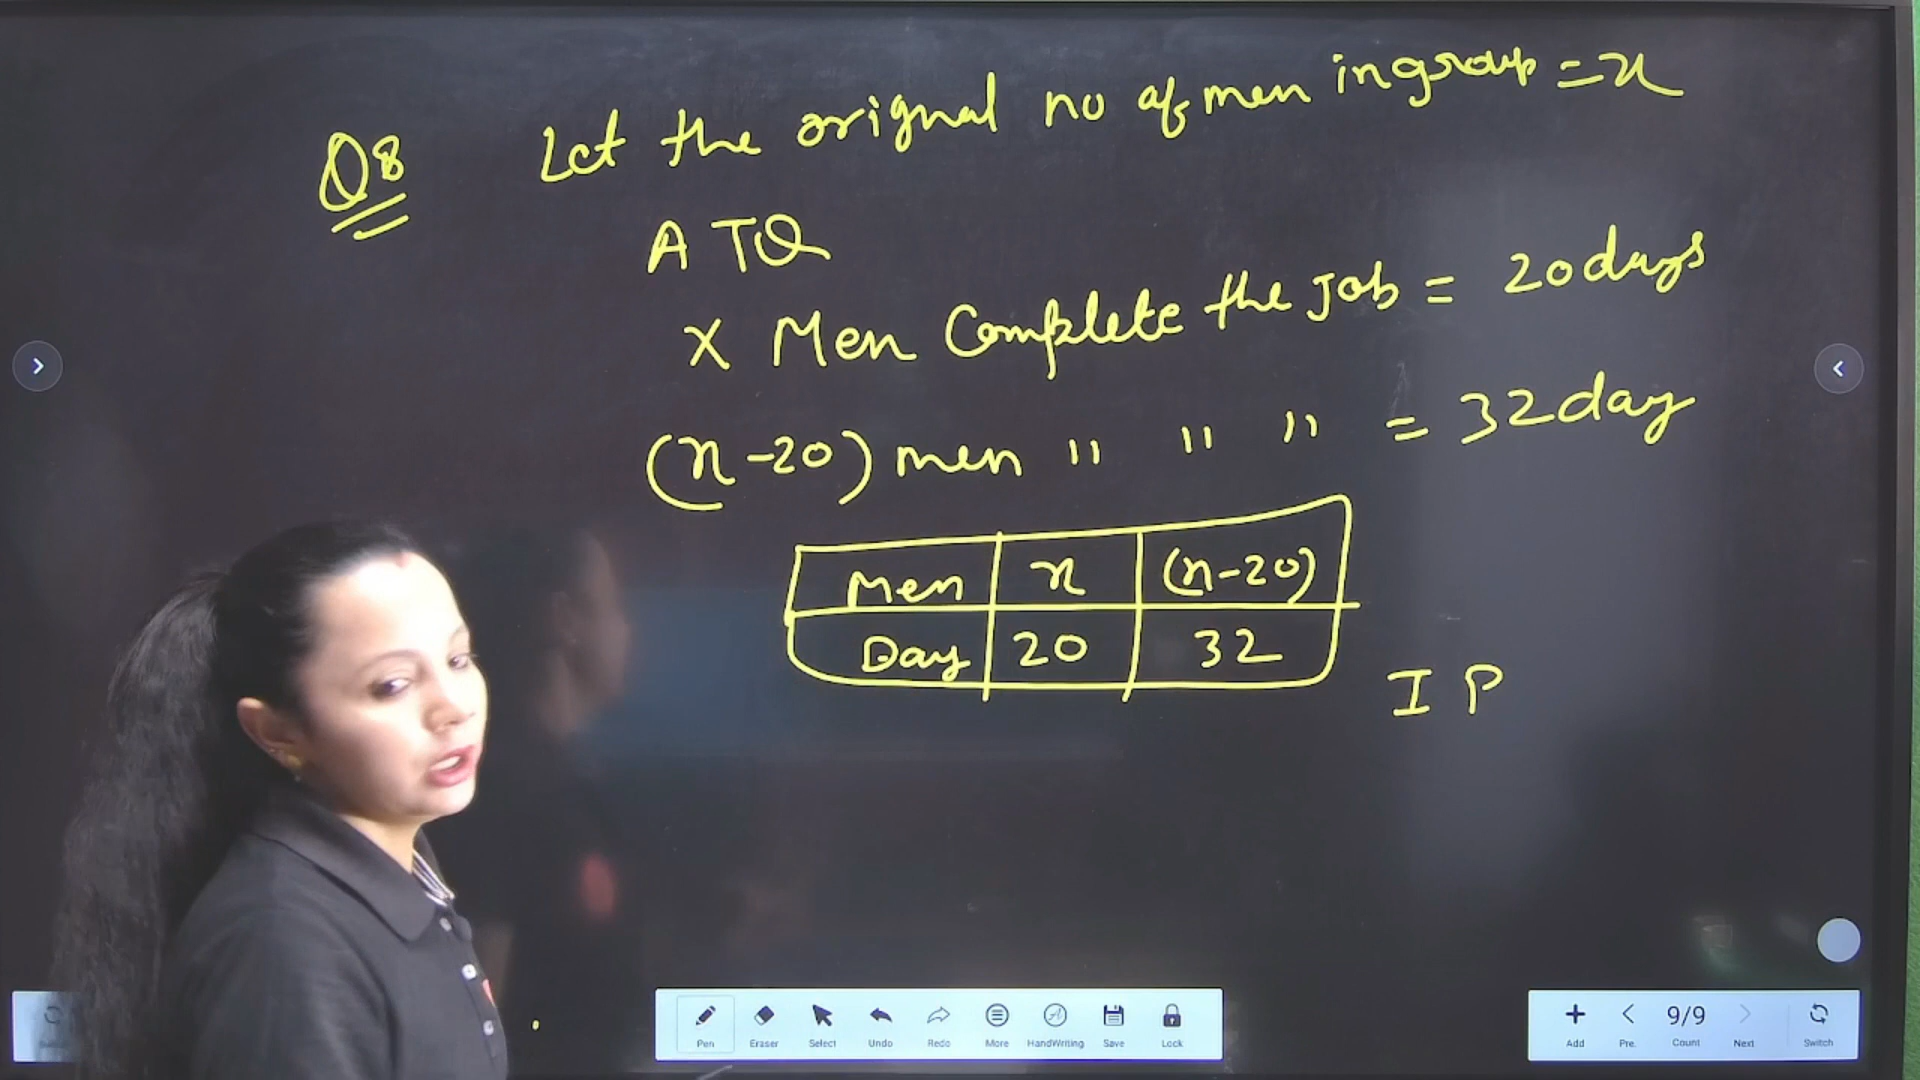 Q8 Let the orignal no of men in group = x
A TQ
X Men Complete the job = 20 days
(x-20) men " " " = 32 day
Men x (x-20)
Day 20 32
I P
Pen Eraser Select Undo Redo More HandWriting Save Lock
9/9
Add Pre. Count Next Switch